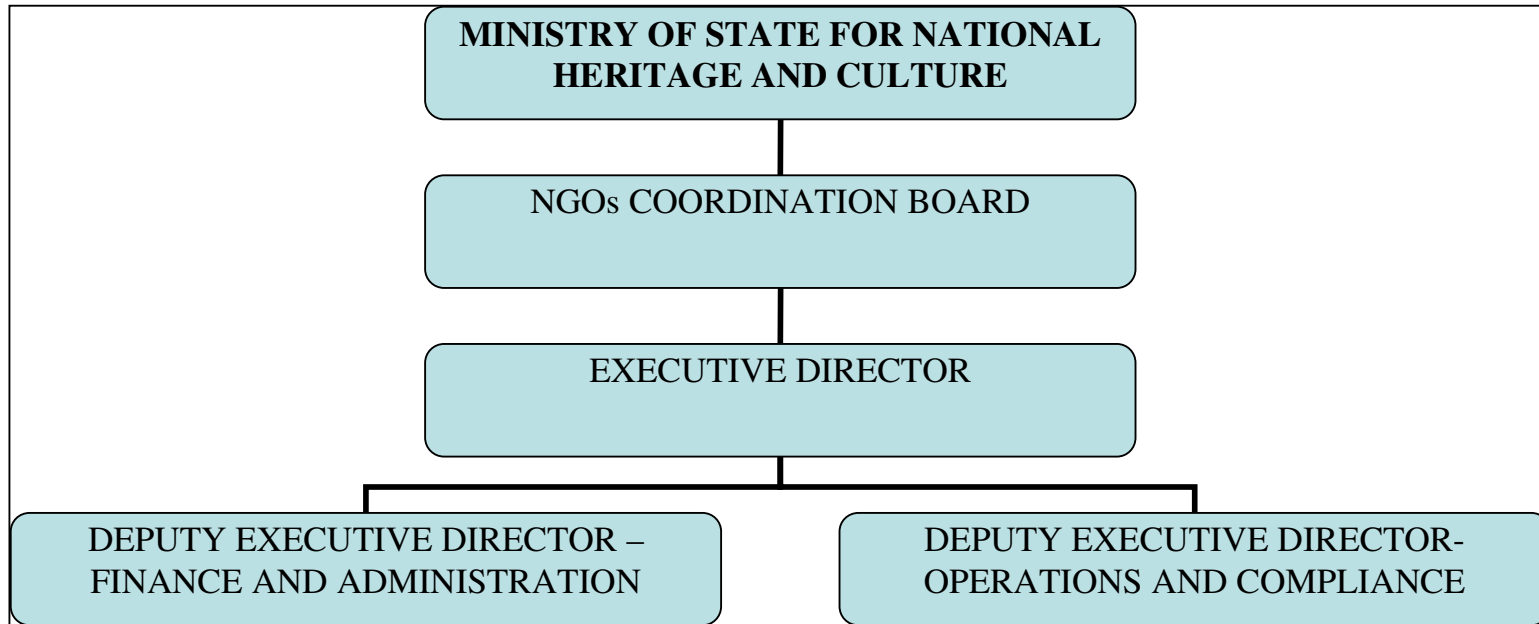 MINISTRY OF STATE FOR NATIONAL
HERITAGE AND CULTURE
NGOs COORDINATION BOARD
EXECUTIVE DIRECTOR
DEPUTY EXECUTIVE DIRECTOR –
FINANCE AND ADMINISTRATION
DEPUTY EXECUTIVE DIRECTOR-
OPERATIONS AND COMPLIANCE